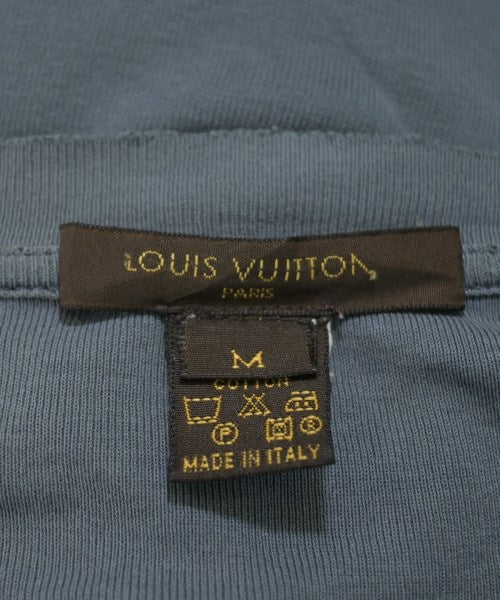 LOUIS VUITTON
PARIS
M
COTTON
P
R
MADE IN ITALY